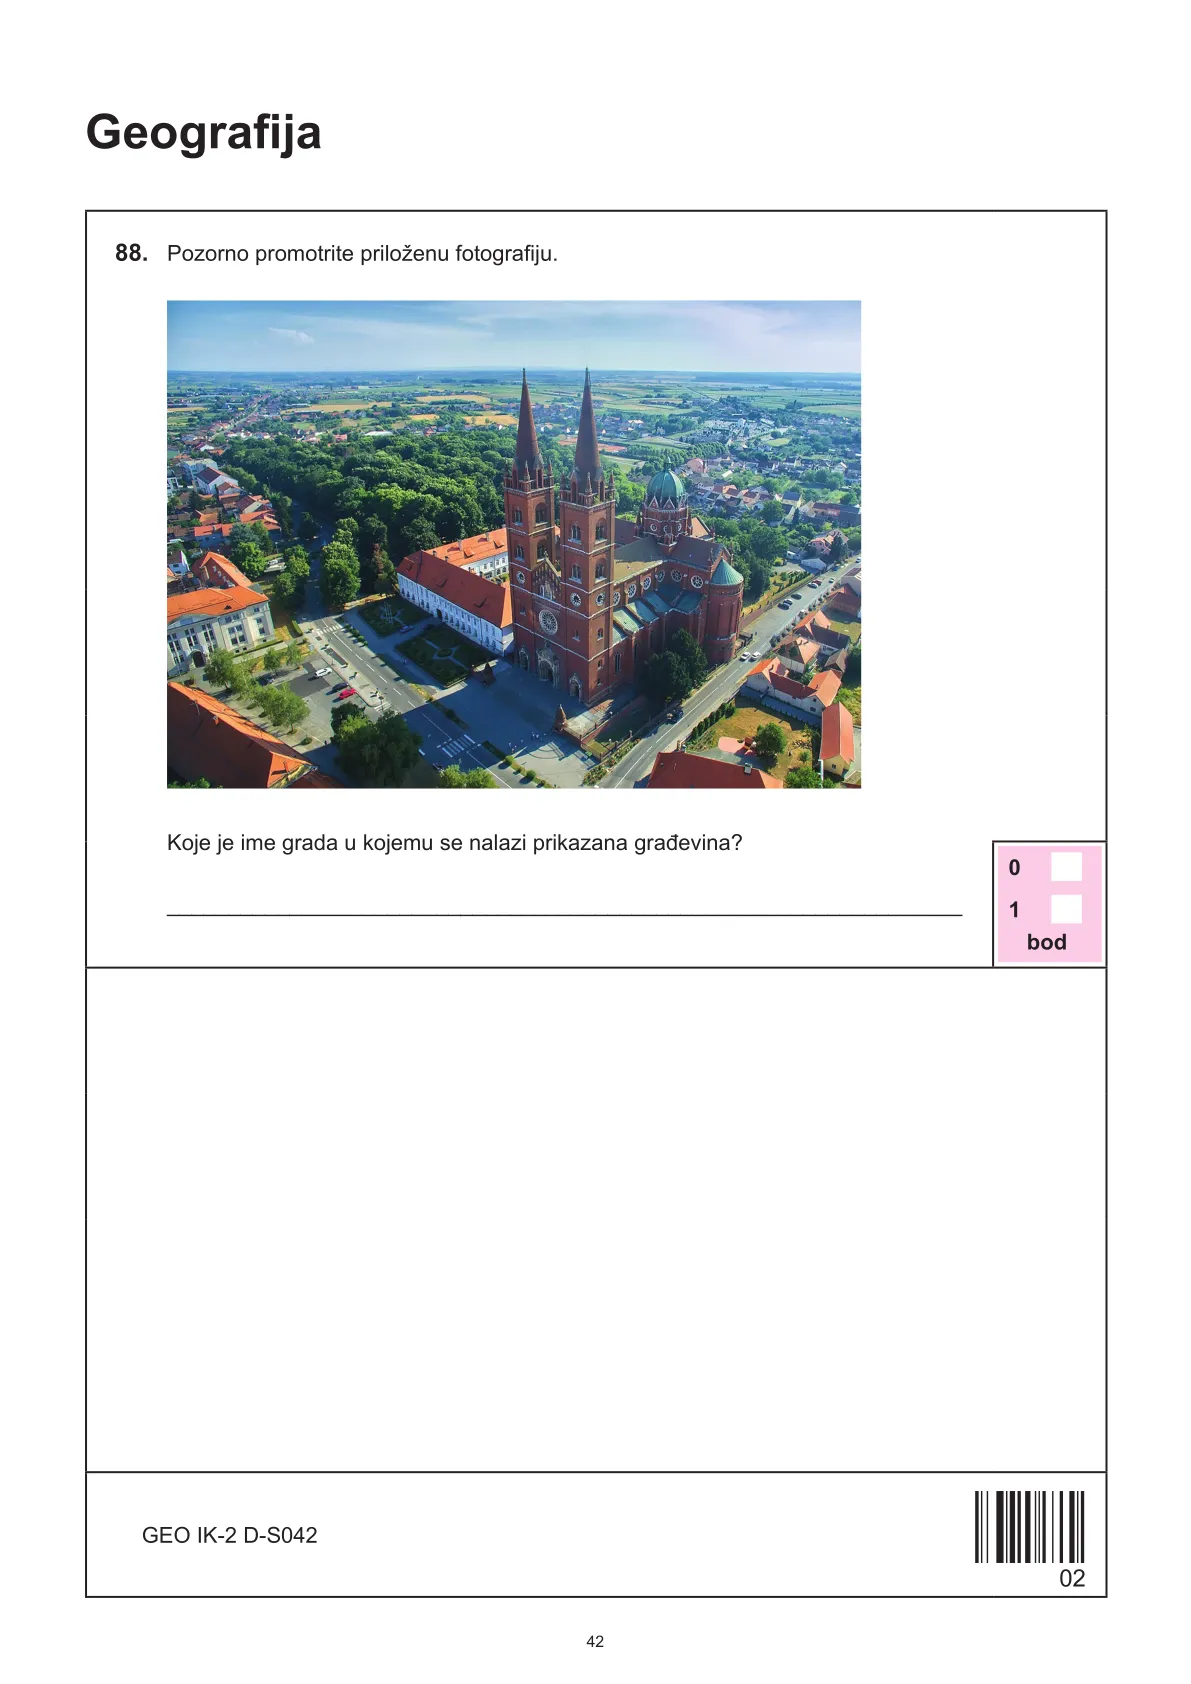 Geografija
88. Pozorno promotrite priloženu fotografiju.
Koje je ime grada u kojemu se nalazi prikazana građevina?
0
1
bod
GEO IK-2 D-S042
02
42